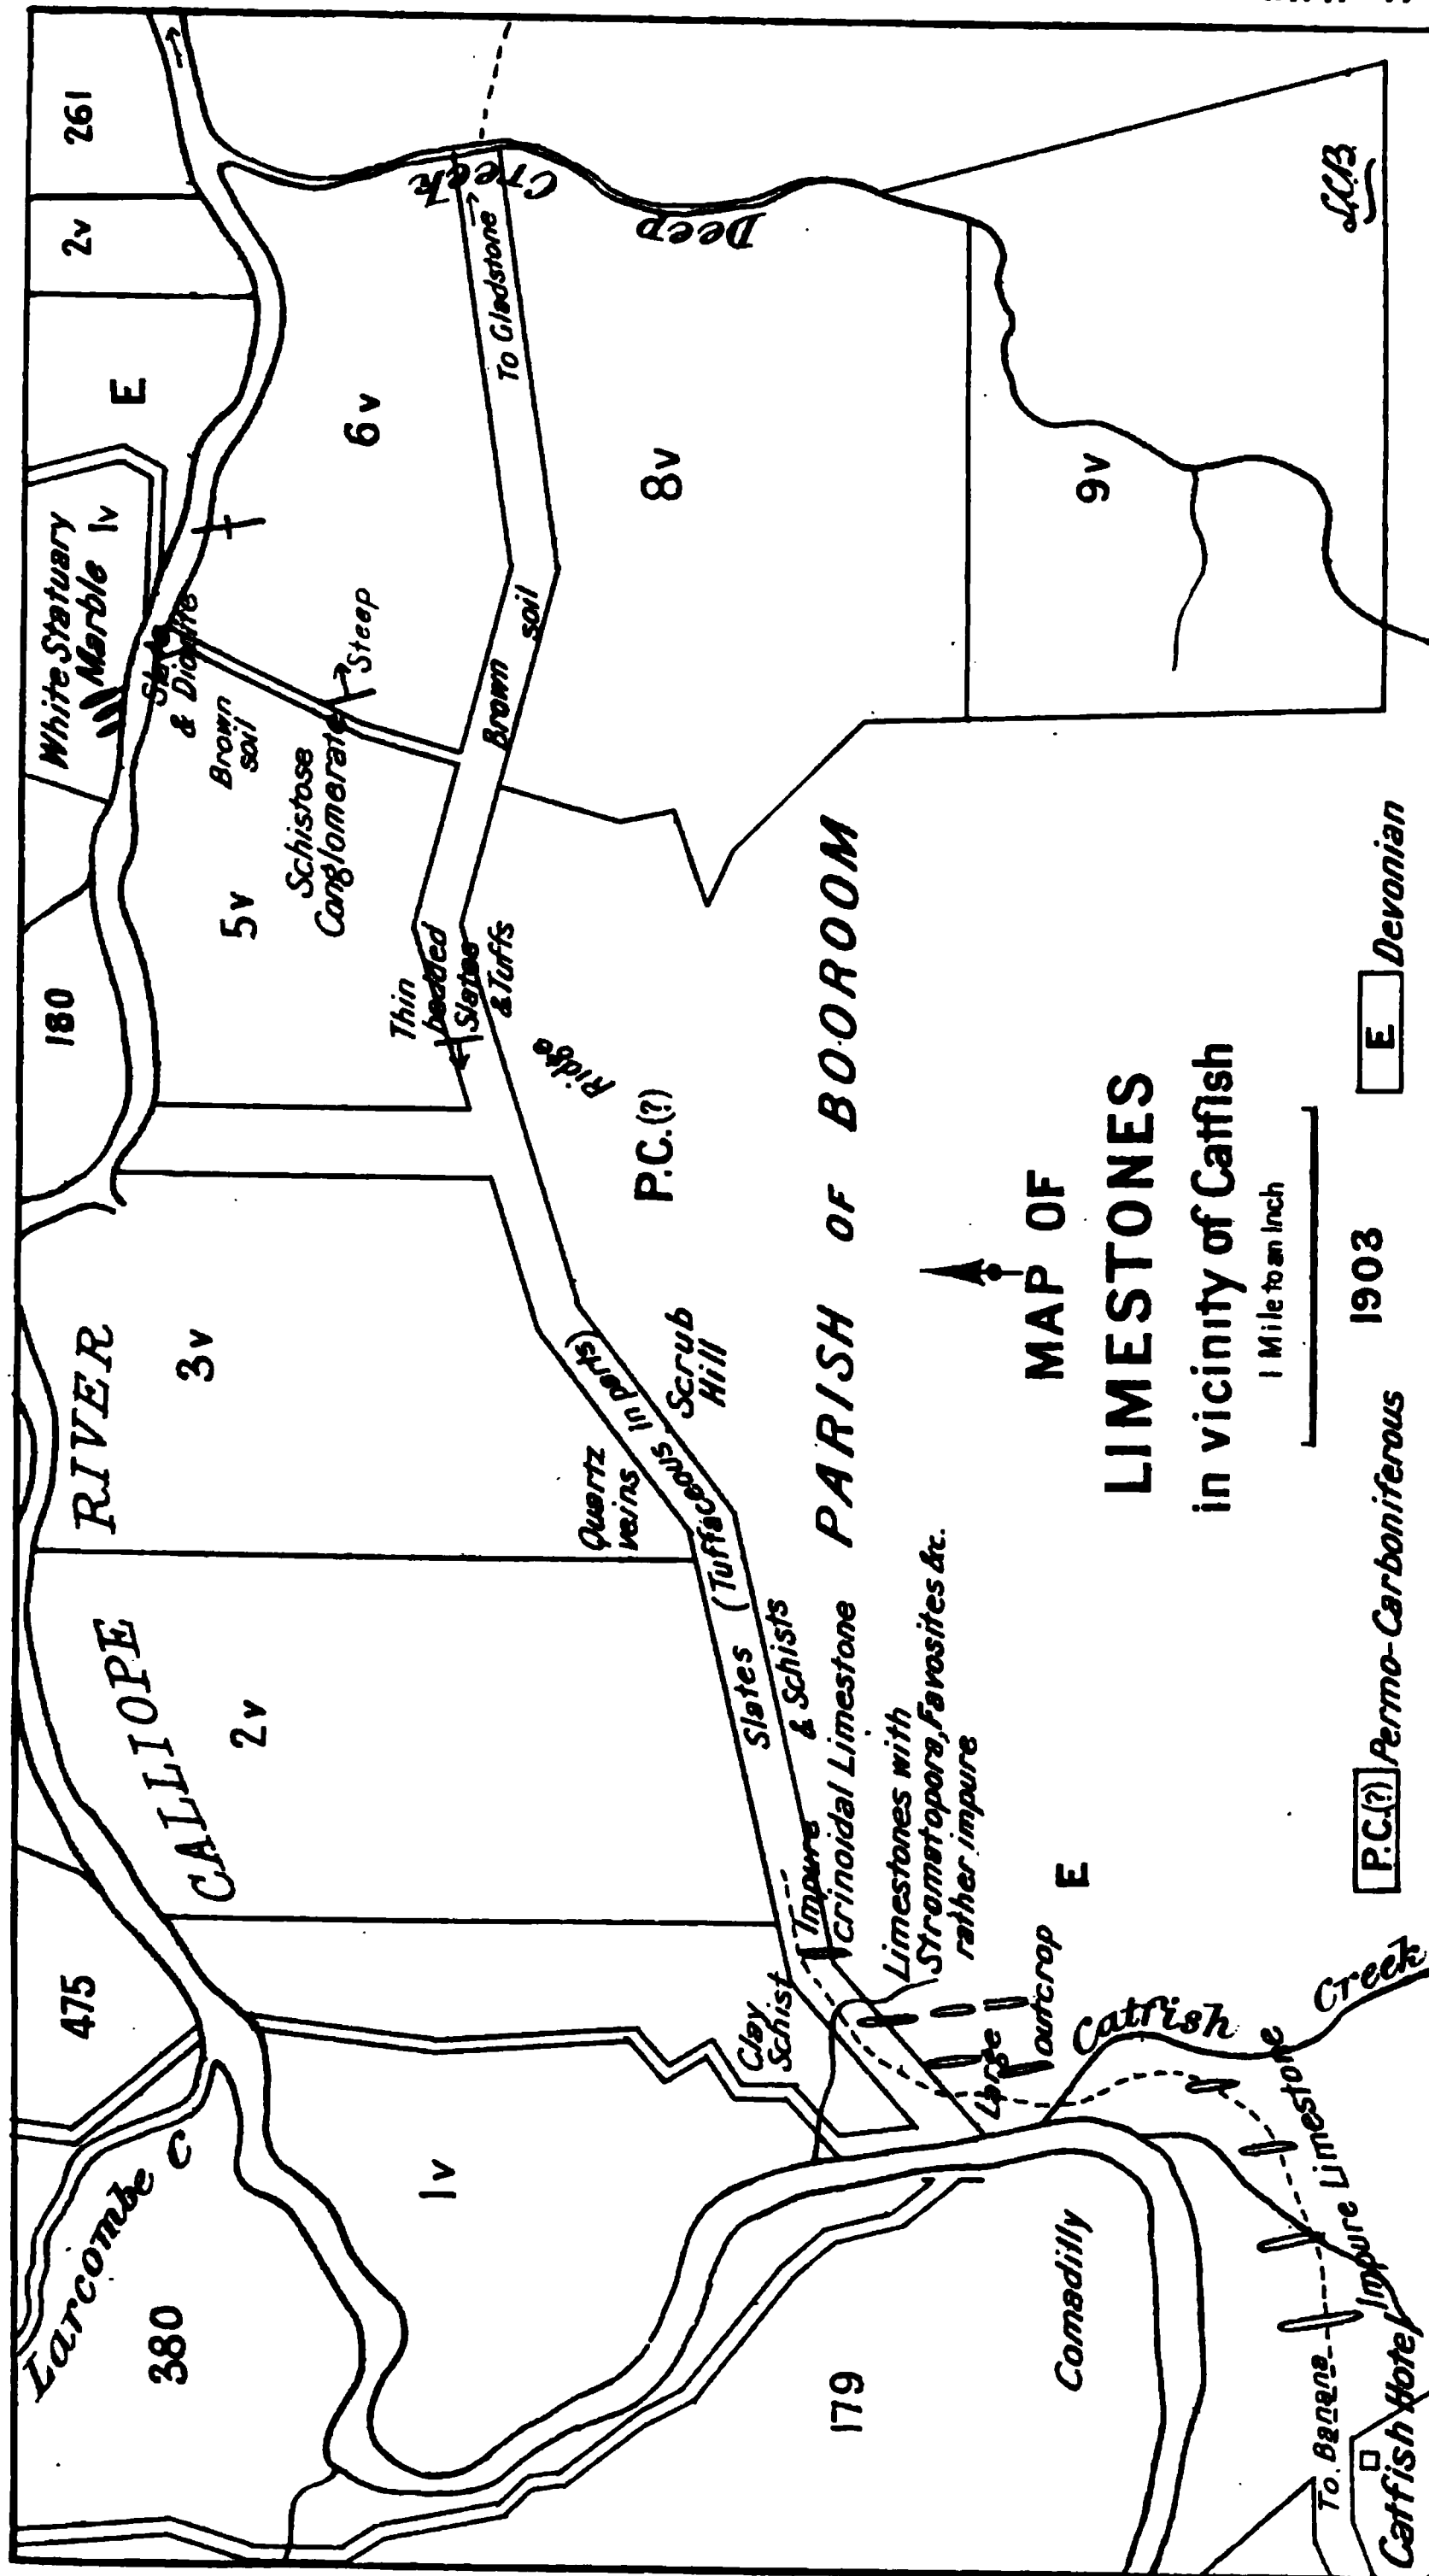 Larcombe C
475
180
White Statuary
Marble
1v
E
2v
261
380
CALLIOPE
RIVER
2v
3v
5v
Slate
& Diorite
Brown
soil
Schistose
Conglomerate
Steep
6v
1v
Quartz
veins
Thin
bedded
Slates
& Tuffs
Brown soil
To Gladstone
Deep Creek
Clay
Schist
Slates
(Tuffaceous in parts)
& Schists
Scrub
Hill
Ridge
P.C.(?)
8v
179
Impure
Crinoidal Limestone
Limestones with
Stromatopora, Favosites &c.
rather impure
PARISH OF BOOROOM
Comadilly
Large
outcrop
E
9v
Catfish Creek
MAP OF
LIMESTONES
in vicinity of Catfish
1 Mile to an Inch
Impure Limestone
To Banana
Catfish Hotel
P.C.(?) Permo-Carboniferous
1903
E Devonian